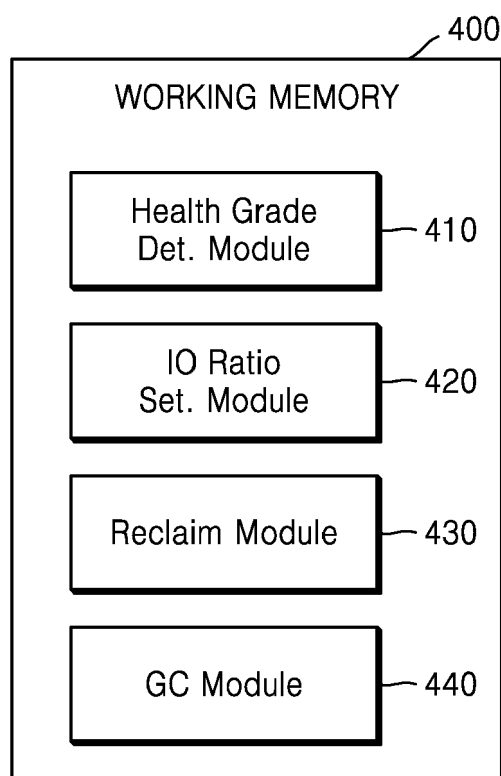 400
WORKING MEMORY
Health Grade
Det. Module
410
IO Ratio
Set. Module
420
Reclaim Module
430
GC Module
440